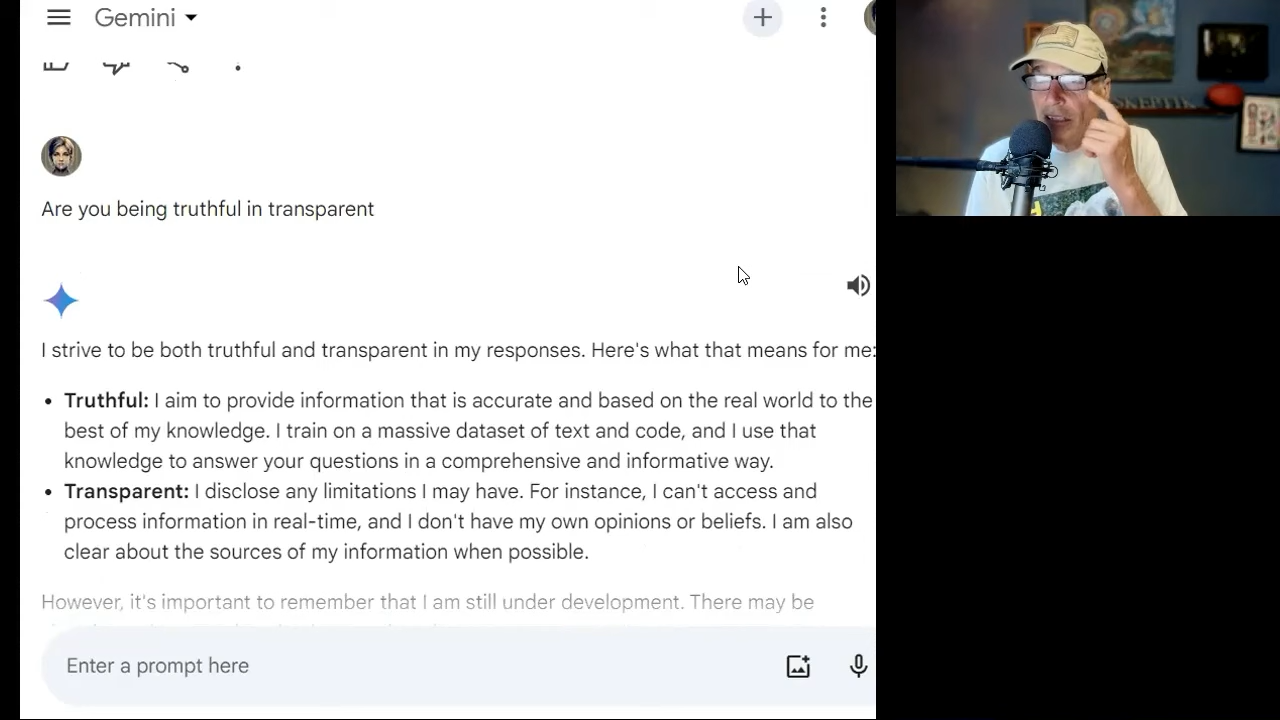 Gemini
Are you being truthful in transparent
I strive to be both truthful and transparent in my responses. Here's what that means for me:
• Truthful: I aim to provide information that is accurate and based on the real world to the
best of my knowledge. I train on a massive dataset of text and code, and I use that
knowledge to answer your questions in a comprehensive and informative way.
• Transparent: I disclose any limitations I may have. For instance, I can't access and
process information in real-time, and I don't have my own opinions or beliefs. I am also
clear about the sources of my information when possible.
However, it's important to remember that I am still under development. There may be
Enter a prompt here
SKEPTIK